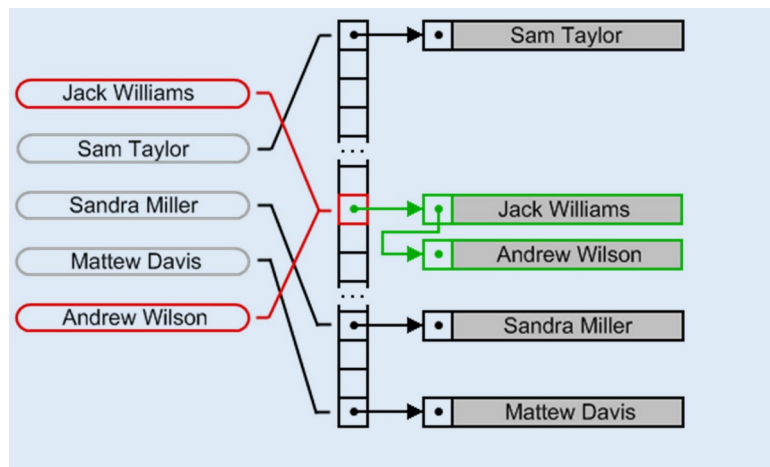 Jack Williams
Sam Taylor
Sandra Miller
Mattew Davis
Andrew Wilson
...
...
Sam Taylor
Jack Williams
Andrew Wilson
Sandra Miller
Mattew Davis